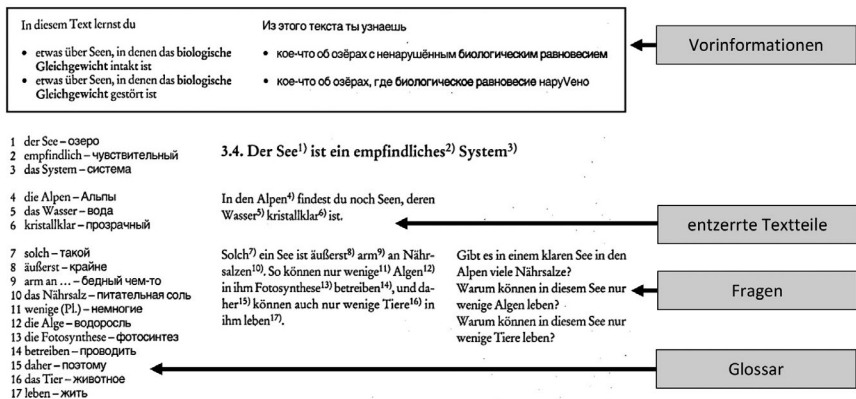 In diesem Text lernst du
• etwas über Seen, in denen das biologische
Gleichgewicht intakt ist
• etwas über Seen, in denen das biologische
Gleichgewicht gestört ist
Из этого текста ты узнаешь
• кое-что об озёрах с ненарушённым биологическим равновесием
• кое-что об озёрах, где биологическое равновесие наруVено
Vorinformationen
3.4. Der See1) ist ein empfindliches2) System3)
1 der See – озеро
2 empfindlich – чувствительный
3 das System – система
4 die Alpen – Альпы
5 das Wasser – вода
6 kristallklar – прозрачный
In den Alpen4) findest du noch Seen, deren
Wasser5) kristallklar6) ist.
entzerrte Textteile
7 solch – такой
8 äußerst – крайне
9 arm an ... – бедный чем-то
10 das Nährsalz – питательная соль
11 wenige (Pl.) – немногие
12 die Alge – водоросль
13 die Fotosynthese – фотосинтез
14 betreiben – проводить
15 daher – поэтому
16 das Tier – животное
17 leben – жить
Solch7) ein See ist äußerst8) arm9) an Nähr-
salzen10). So können nur wenige11) Algen12)
in ihm Fotosynthese13) betreiben14), und da-
her15) können auch nur wenige Tiere16) in
ihm leben17).
Gibt es in einem klaren See in den
Alpen viele Nährsalze?
Warum können in diesem See nur
wenige Algen leben?
Warum können in diesem See nur
wenige Tiere leben?
Fragen
Glossar